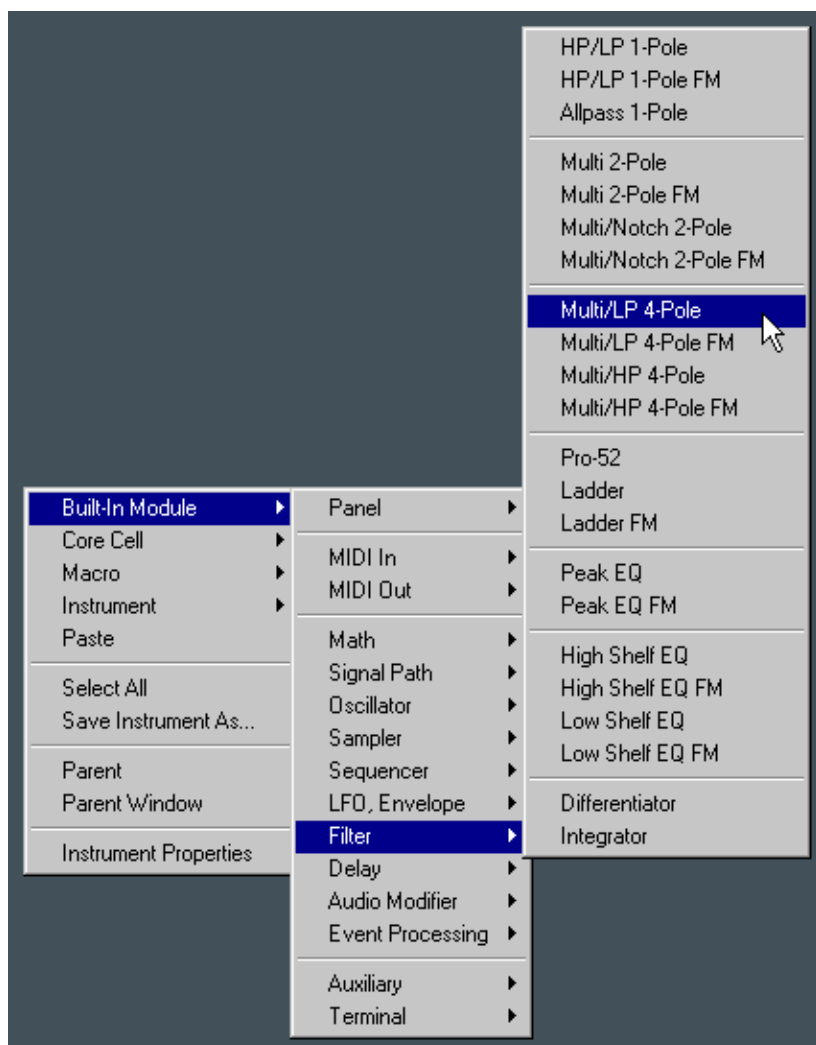 Built-In Module
Core Cell
Macro
Instrument
Paste
Select All
Save Instrument As...
Parent
Parent Window
Instrument Properties
Panel
MIDI In
MIDI Out
Math
Signal Path
Oscillator
Sampler
Sequencer
LFO, Envelope
Filter
Delay
Audio Modifier
Event Processing
Auxiliary
Terminal
HP/LP 1-Pole
HP/LP 1-Pole FM
Allpass 1-Pole
Multi 2-Pole
Multi 2-Pole FM
Multi/Notch 2-Pole
Multi/Notch 2-Pole FM
Multi/LP 4-Pole
Multi/LP 4-Pole FM
Multi/HP 4-Pole
Multi/HP 4-Pole FM
Pro-52
Ladder
Ladder FM
Peak EQ
Peak EQ FM
High Shelf EQ
High Shelf EQ FM
Low Shelf EQ
Low Shelf EQ FM
Differentiator
Integrator